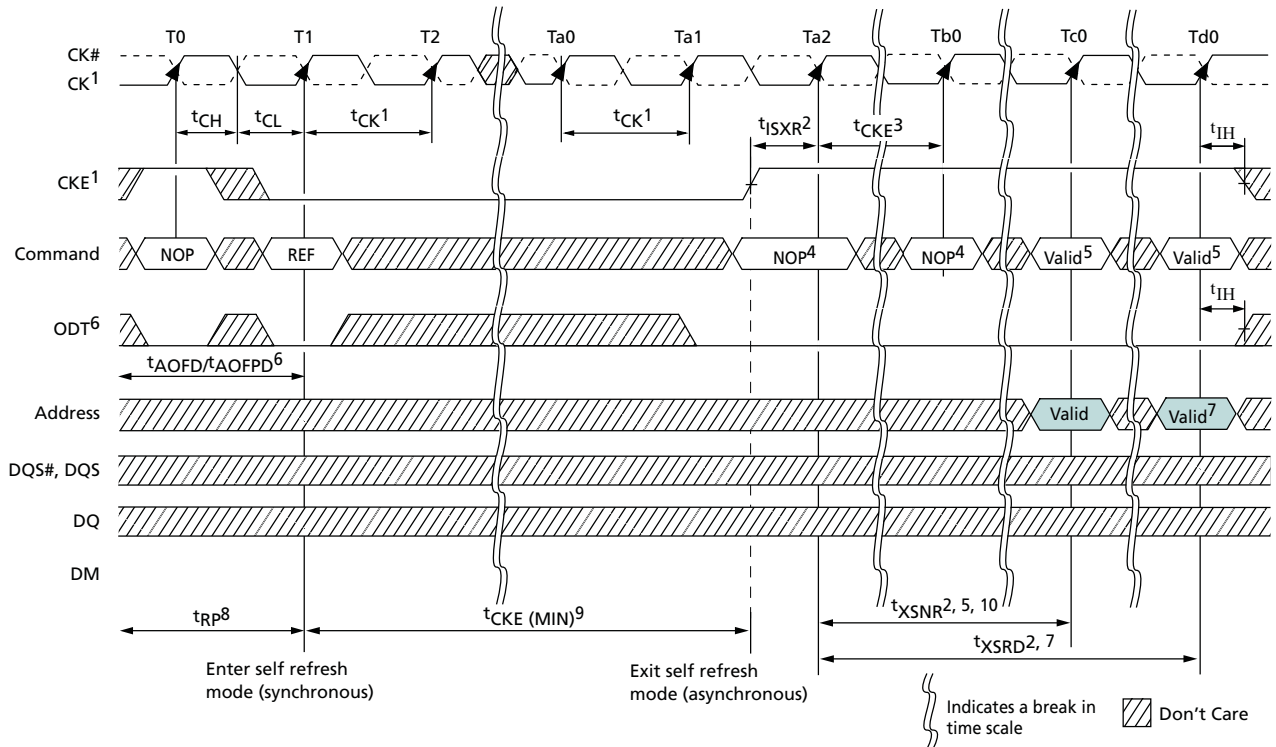 T0 T1 T2 Ta0 Ta1 Ta2 Tb0 Tc0 Td0
CK#
CK1
tCH tCL tCK1 tCK1 tISXR2 tCKE3 tIH
CKE1
Command NOP REF NOP4 NOP4 Valid5 Valid5
tIH
ODT6
tAOFD/tAOFPD6
Address Valid Valid7
DQS#, DQS
DQ
DM
tRP8 tCKE (MIN)9 tXSNR2, 5, 10
tXSRD2, 7
Enter self refresh
mode (synchronous)
Exit self refresh
mode (asynchronous)
Indicates a break in
time scale
Don't Care